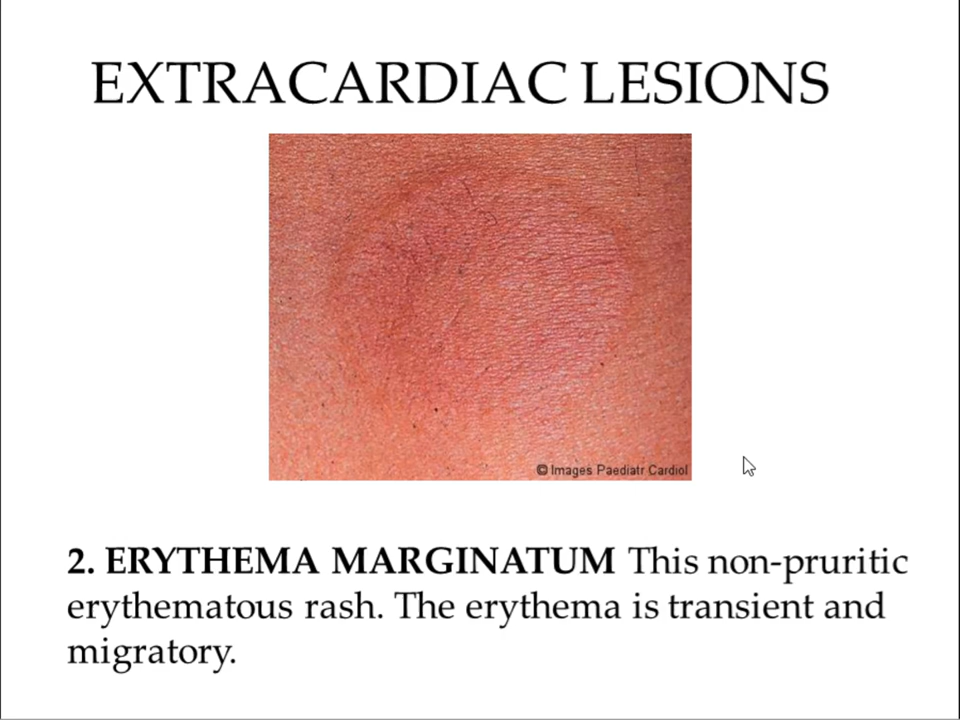 EXTRACARDIAC LESIONS
© Images Paediatr Cardiol
2. ERYTHEMA MARGINATUM This non-pruritic
erythematous rash. The erythema is transient and
migratory.